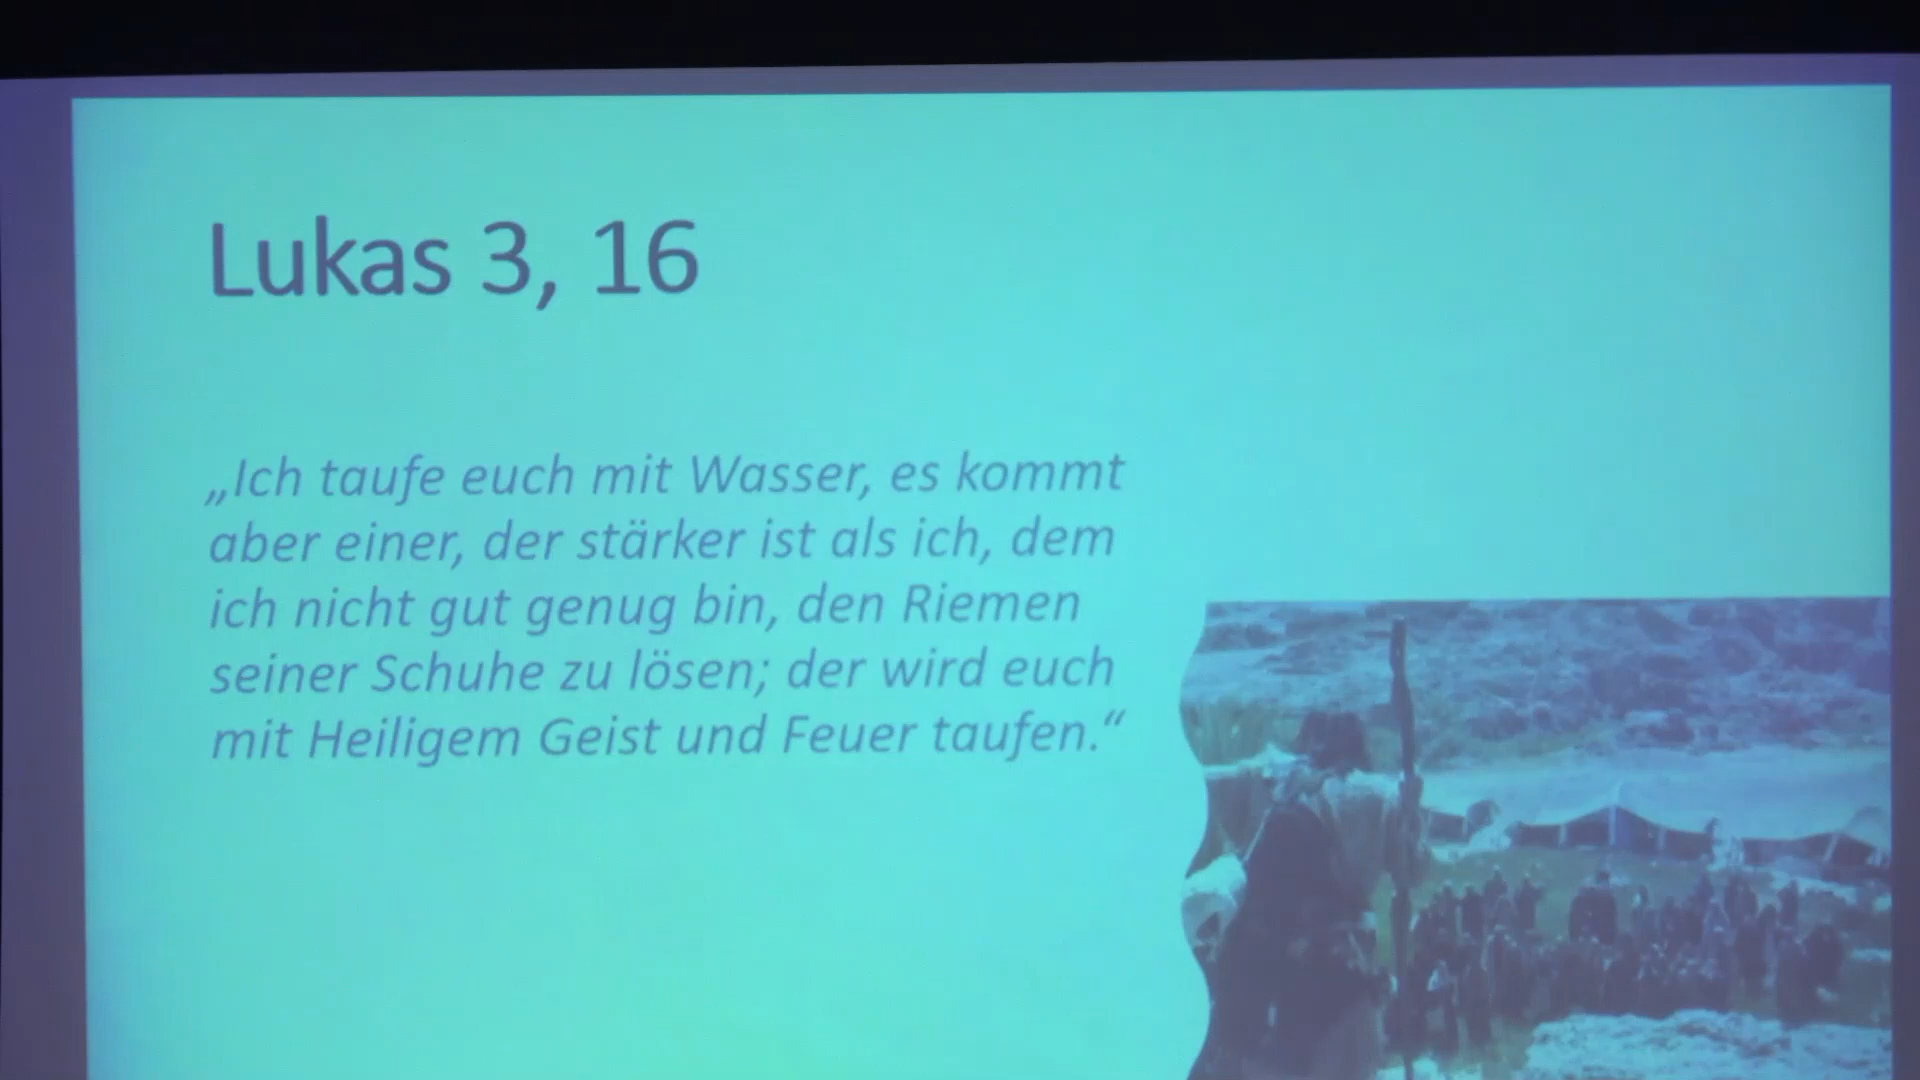 Lukas 3, 16
„Ich taufe euch mit Wasser, es kommt
aber einer, der stärker ist als ich, dem
ich nicht gut genug bin, den Riemen
seiner Schuhe zu lösen; der wird euch
mit Heiligem Geist und Feuer taufen.“